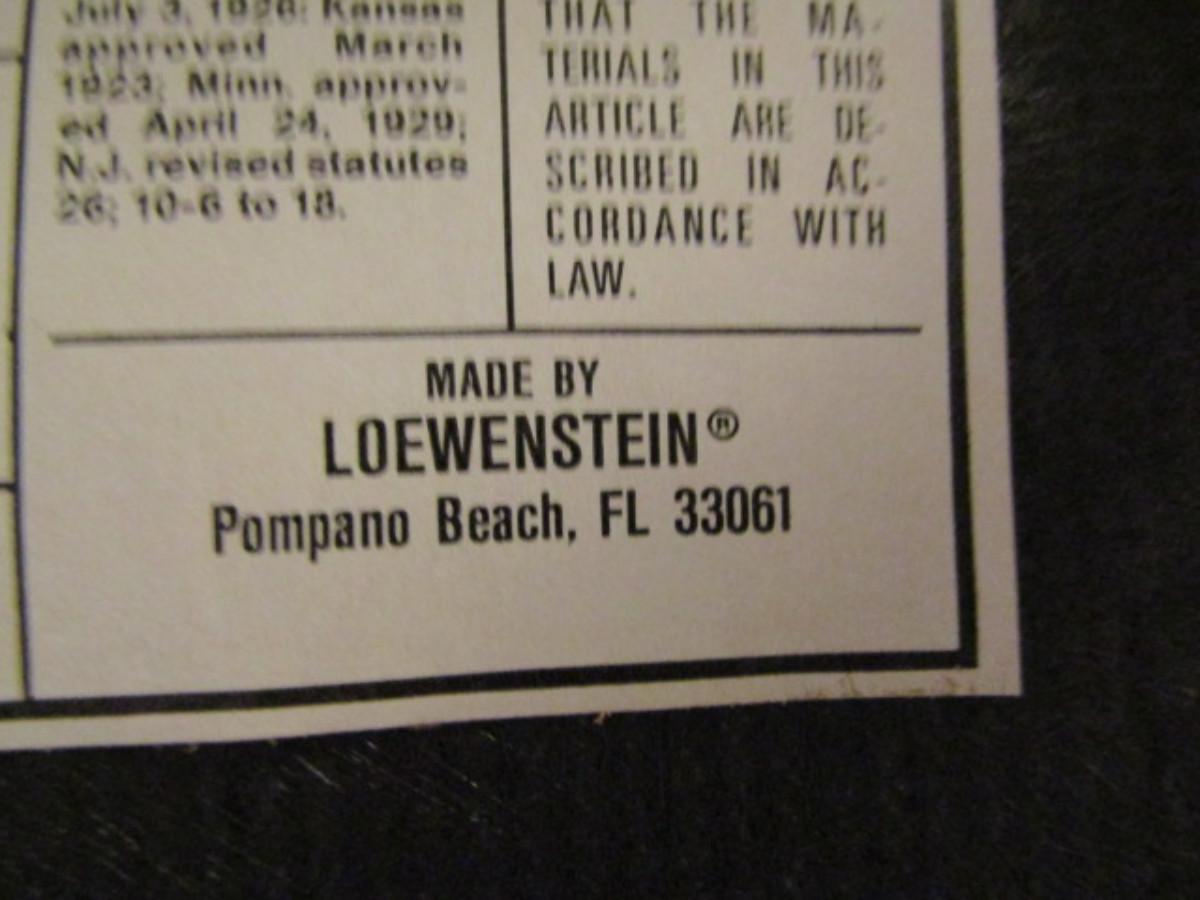 July 3, 1926; Kansas
approved March
1923; Minn. approv-
ed April 24, 1929;
N.J. revised statutes
26; 10-6 to 18.
THAT THE MA-
TERIALS IN THIS
ARTICLE ARE DE-
SCRIBED IN AC-
CORDANCE WITH
LAW.
MADE BY
LOEWENSTEIN®
Pompano Beach, FL 33061